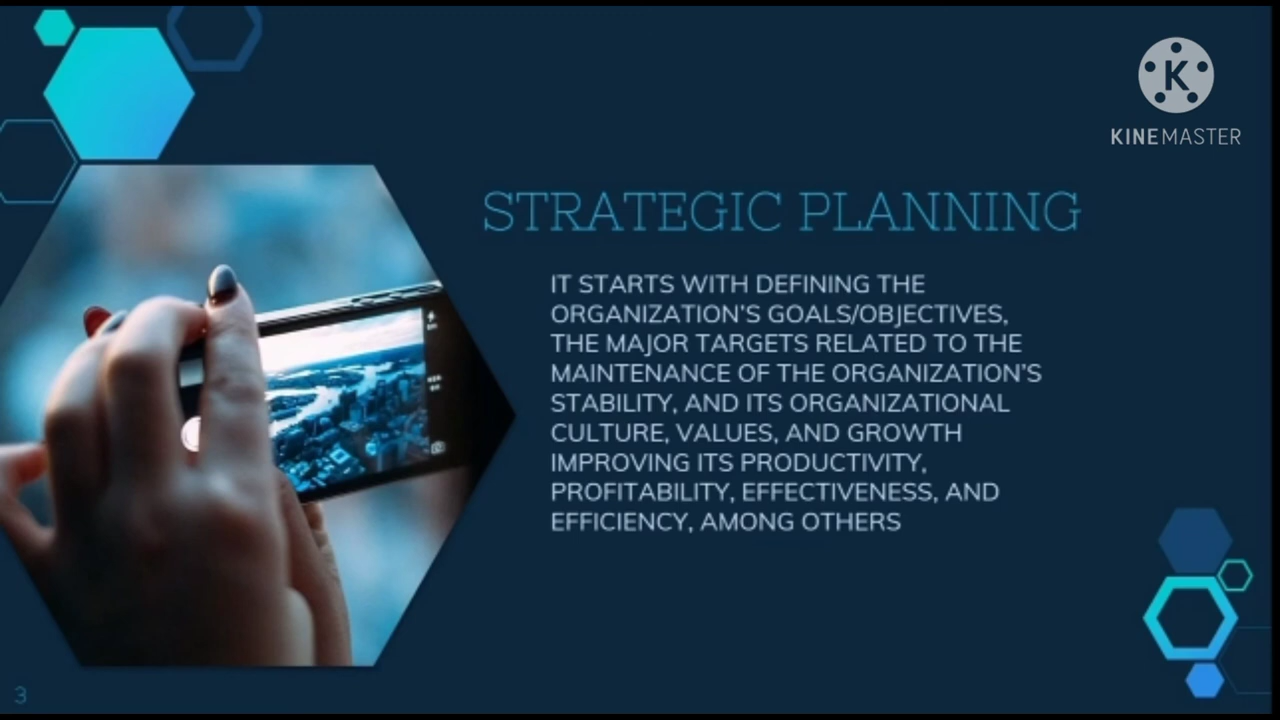 KINEMASTER
STRATEGIC PLANNING
IT STARTS WITH DEFINING THE
ORGANIZATION'S GOALS/OBJECTIVES,
THE MAJOR TARGETS RELATED TO THE
MAINTENANCE OF THE ORGANIZATION'S
STABILITY, AND ITS ORGANIZATIONAL
CULTURE, VALUES, AND GROWTH
IMPROVING ITS PRODUCTIVITY,
PROFITABILITY, EFFECTIVENESS, AND
EFFICIENCY, AMONG OTHERS
3